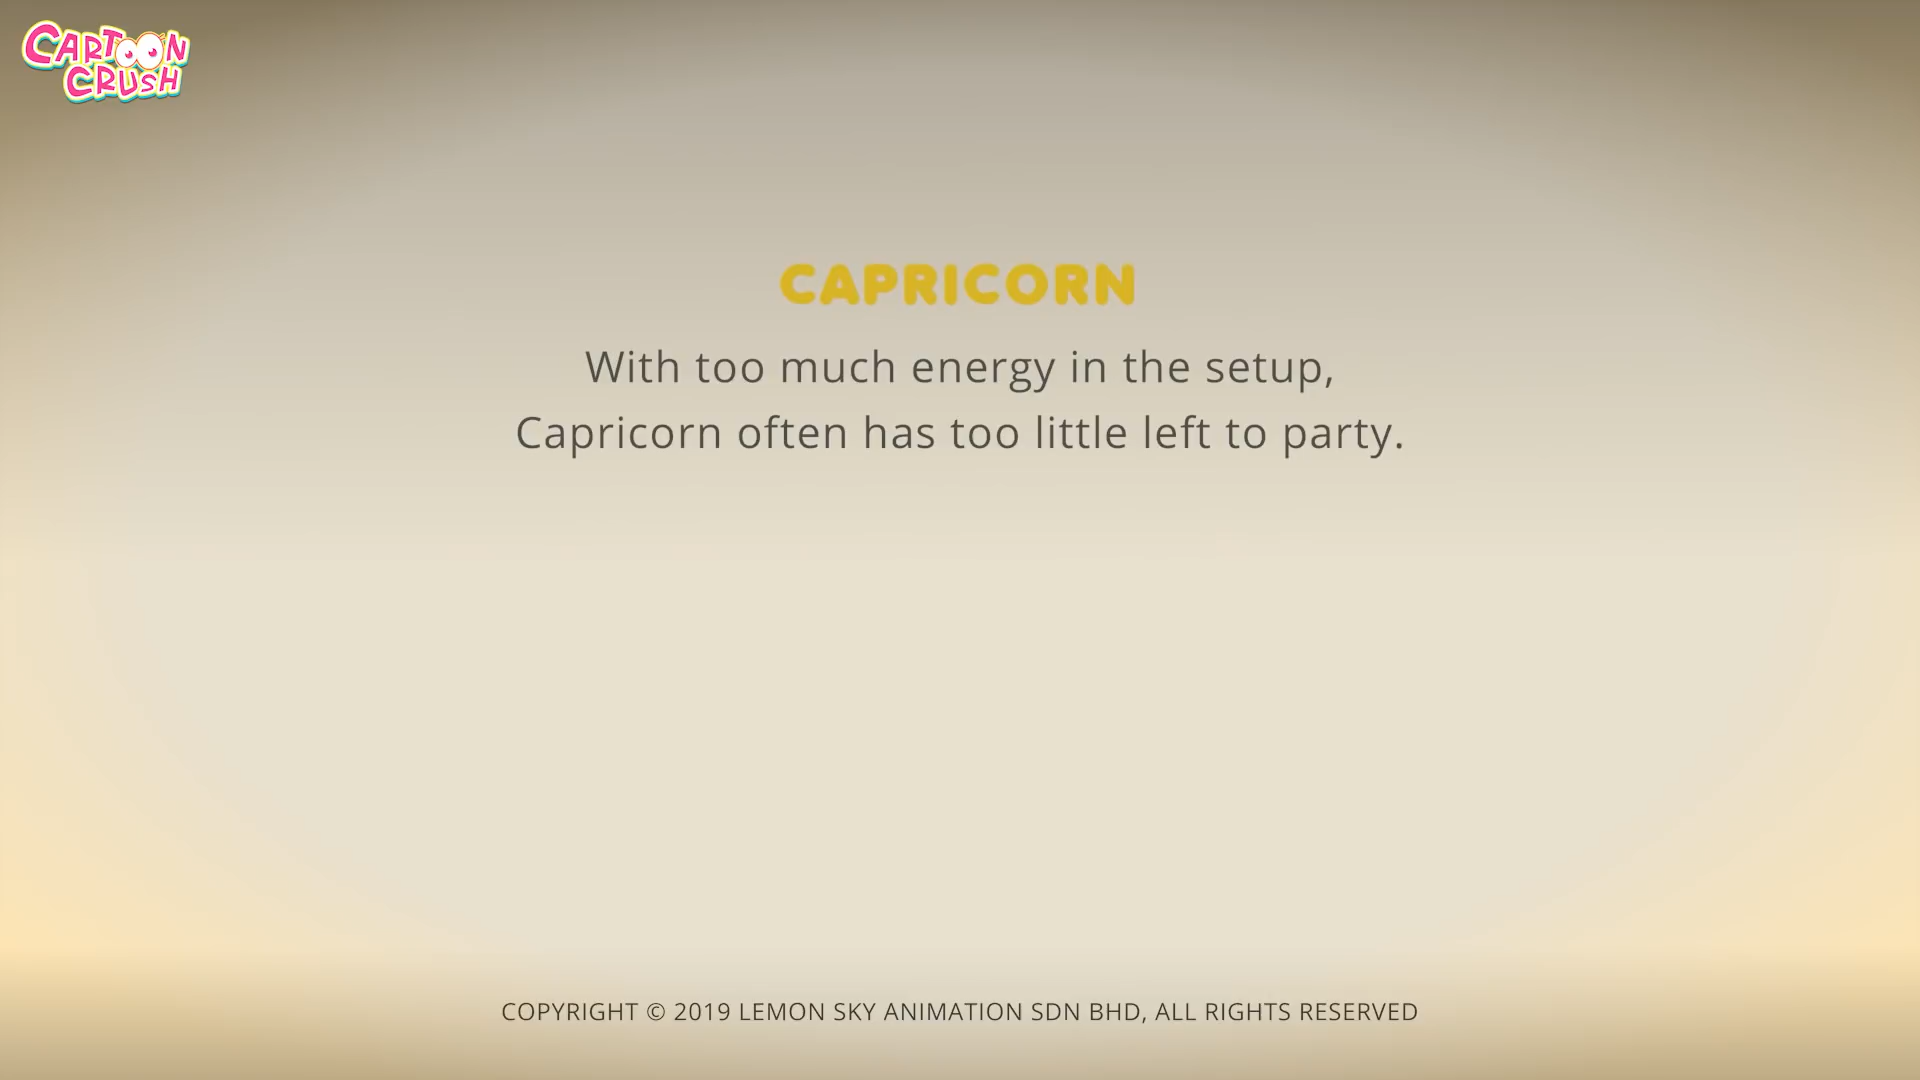 CARTOON
CRUSH
CAPRICORN
With too much energy in the setup,
Capricorn often has too little left to party.
COPYRIGHT © 2019 LEMON SKY ANIMATION SDN BHD, ALL RIGHTS RESERVED